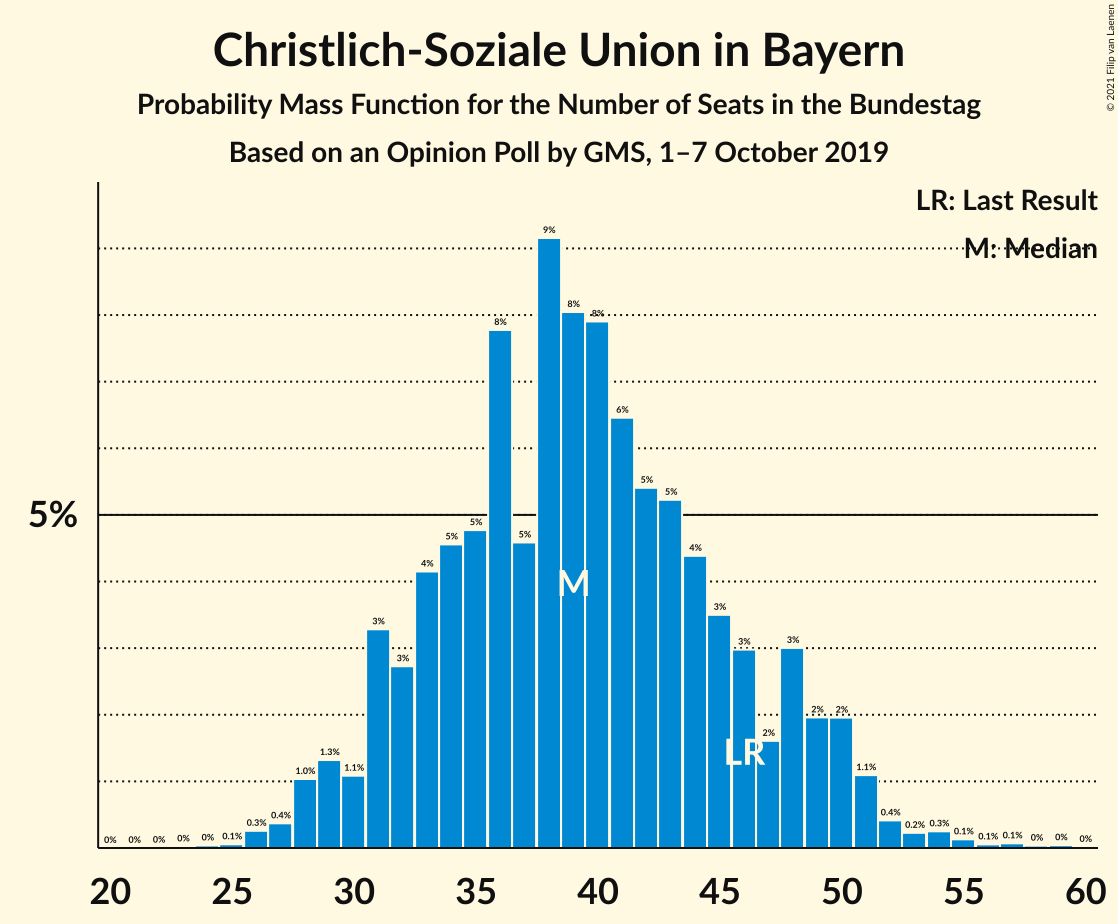 Christlich-Soziale Union in Bayern
Probability Mass Function for the Number of Seats in the Bundestag
Based on an Opinion Poll by GMS, 1–7 October 2019
© 2021 Filip van Laenen
LR: Last Result
M: Median
5%
0% 0% 0% 0% 0% 0.1% 0.3% 0.4% 1.0% 1.3% 1.1% 3% 3% 4% 5% 5% 8% 5% 9% 8% 8% 6% 5% 5% 4% 3% 3% 2% 3% 2% 2% 1.1% 0.4% 0.2% 0.3% 0.1% 0.1% 0.1% 0% 0% 0%
M
LR
20 25 30 35 40 45 50 55 60